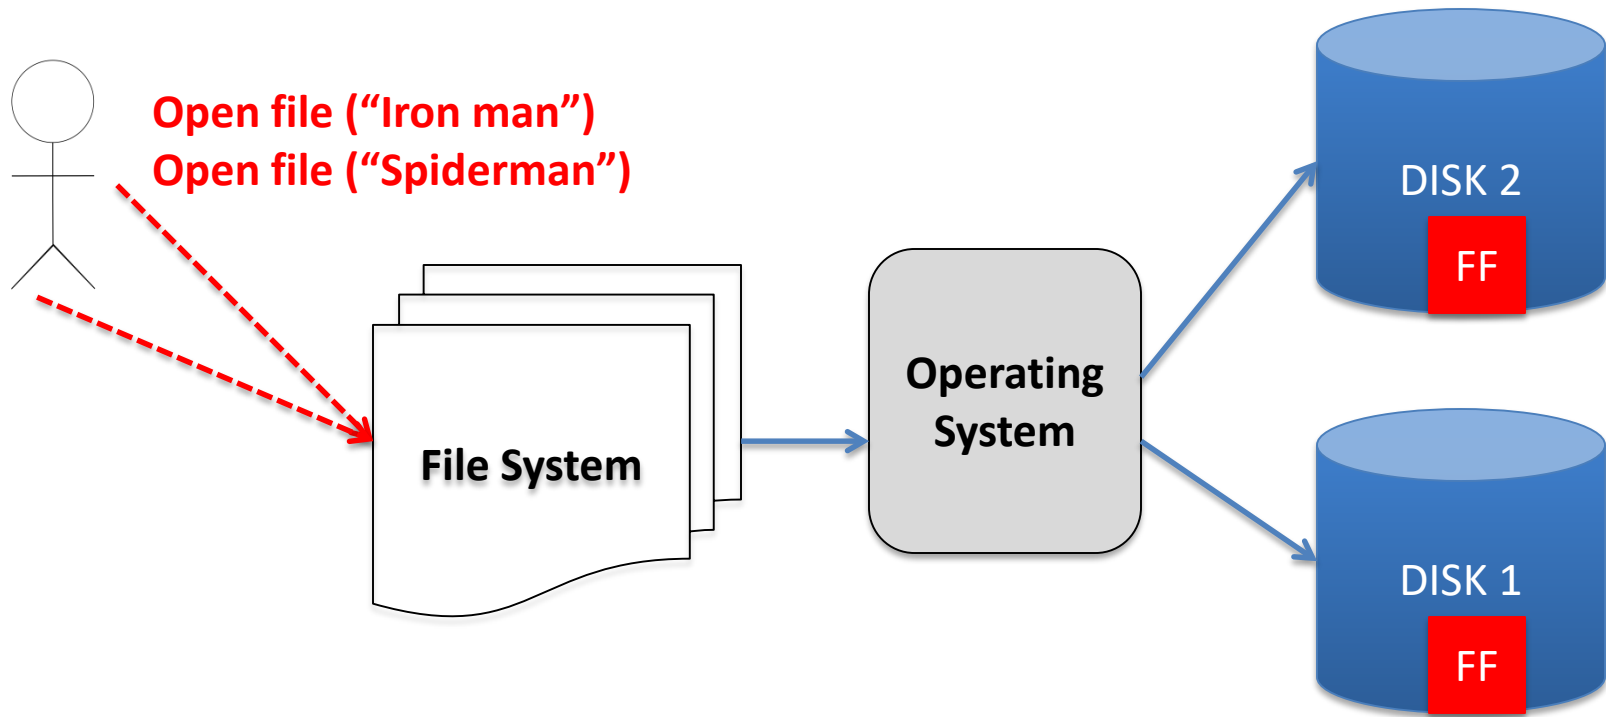 Open file (“Iron man”)
Open file (“Spiderman”)
File System
Operating
System
DISK 2
FF
DISK 1
FF